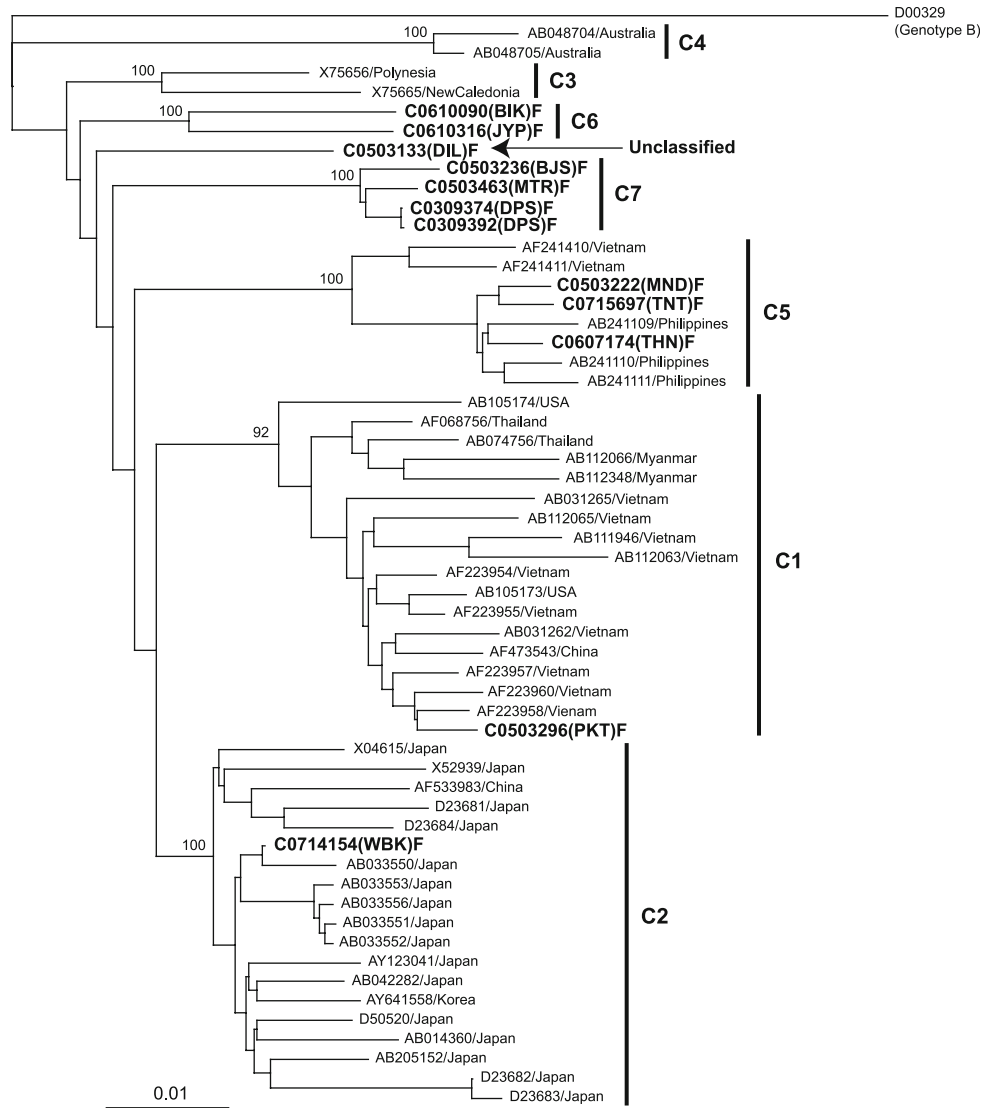 D00329
(Genotype B)
100
AB048704/Australia
AB048705/Australia
C4
100
X75656/Polynesia
X75665/NewCaledonia
C3
100
C0610090(BIK)F
C0610316(JYP)F
C6
C0503133(DIL)F
Unclassified
100
C0503236(BJS)F
C0503463(MTR)F
C0309374(DPS)F
C0309392(DPS)F
C7
100
AF241410/Vietnam
AF241411/Vietnam
C0503222(MND)F
C0715697(TNT)F
AB241109/Philippines
C0607174(THN)F
AB241110/Philippines
AB241111/Philippines
C5
92
AB105174/USA
AF068756/Thailand
AB074756/Thailand
AB112066/Myanmar
AB112348/Myanmar
AB031265/Vietnam
AB112065/Vietnam
AB111946/Vietnam
AB112063/Vietnam
AF223954/Vietnam
AB105173/USA
AF223955/Vietnam
AB031262/Vietnam
AF473543/China
AF223957/Vietnam
AF223960/Vietnam
AF223958/Vienam
C0503296(PKT)F
C1
100
X04615/Japan
X52939/Japan
AF533983/China
D23681/Japan
D23684/Japan
C0714154(WBK)F
AB033550/Japan
AB033553/Japan
AB033556/Japan
AB033551/Japan
AB033552/Japan
AY123041/Japan
AB042282/Japan
AY641558/Korea
D50520/Japan
AB014360/Japan
AB205152/Japan
D23682/Japan
D23683/Japan
C2
0.01